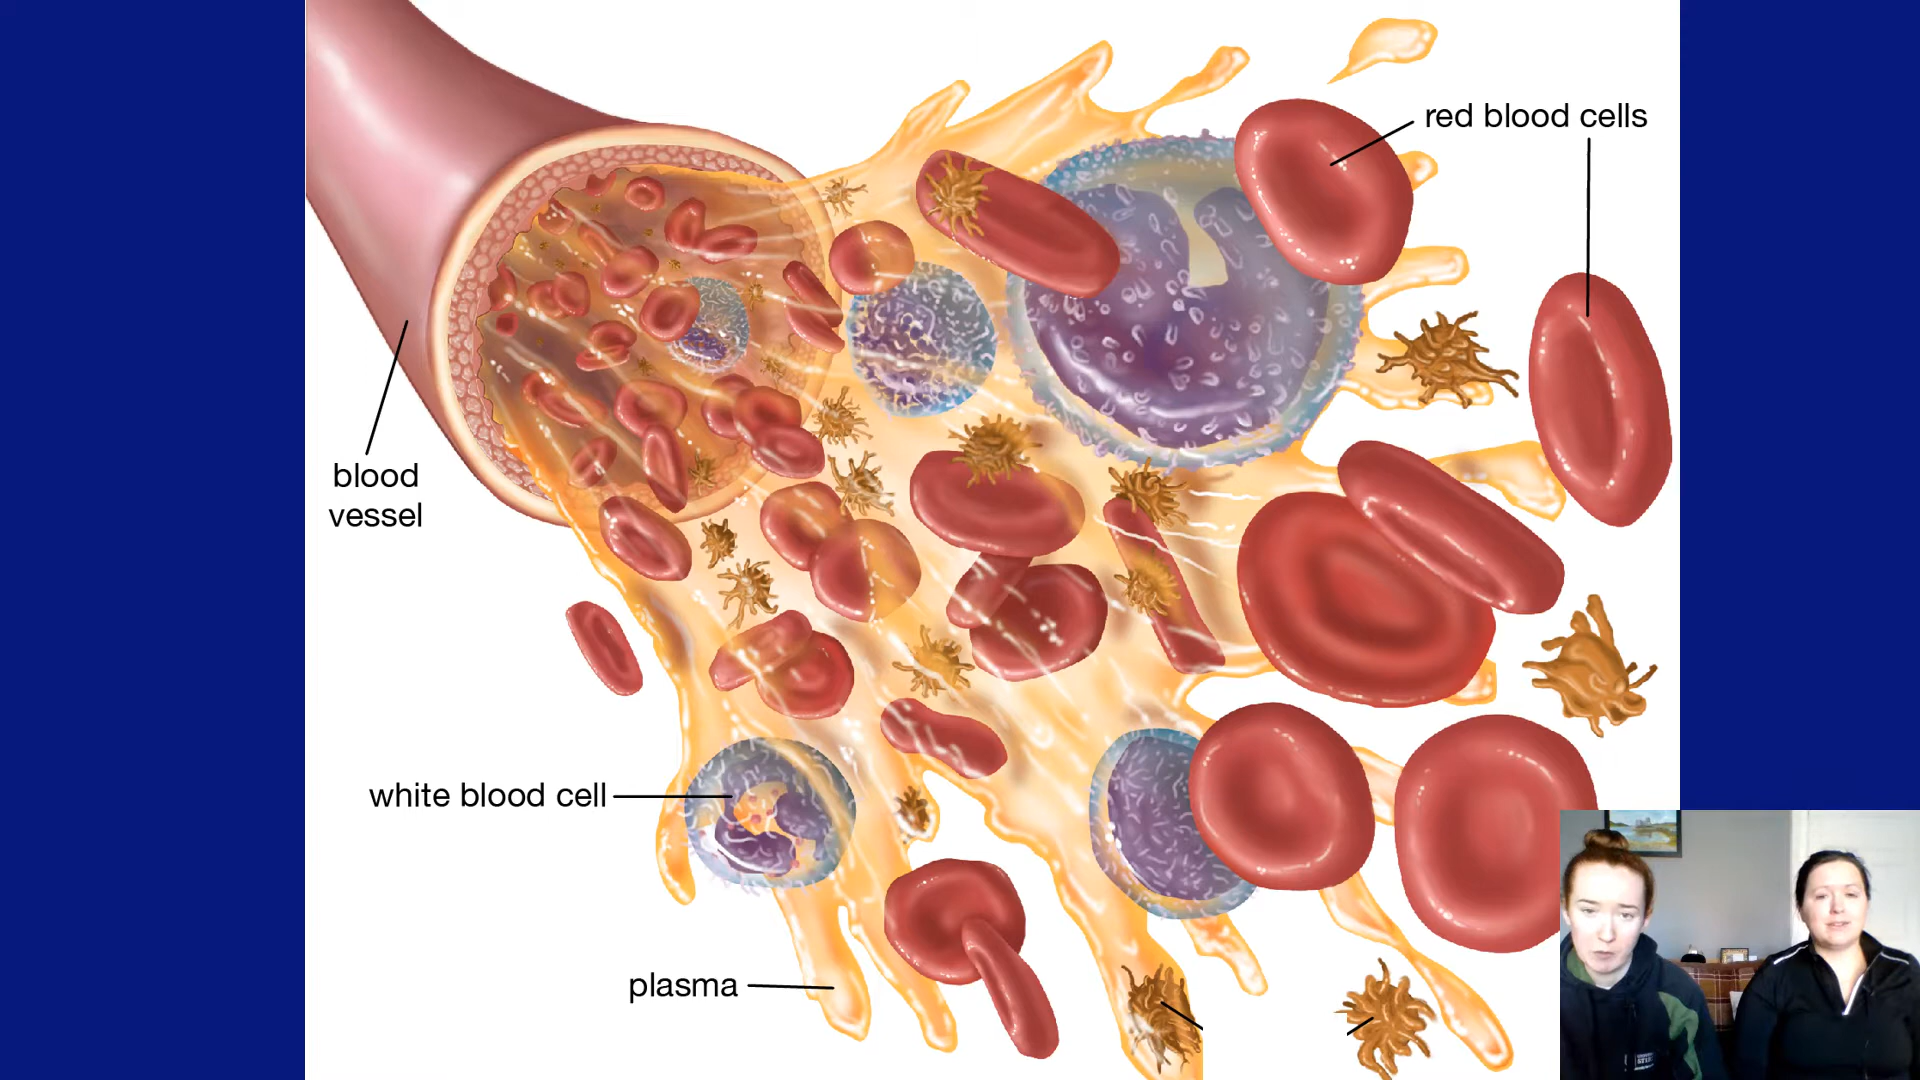 red blood cells
blood
vessel
white blood cell
plasma